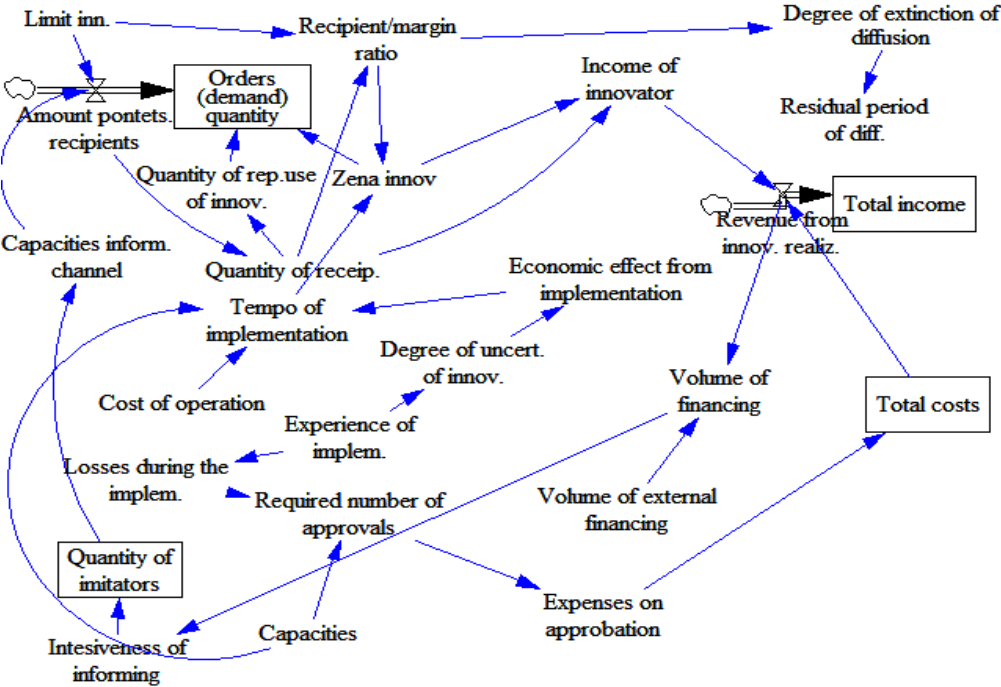 Limit inn.
Recipient/margin
ratio
Degree of extinction of
diffusion
Orders
(demand)
quantity
Income of
innovator
Amount pontets.
recipients
Residual period
of diff.
Quantity of rep.use
of innov.
Zena innov
Total income
Revenue from
innov. realiz.
Capacities inform.
channel
Quantity of receip.
Economic effect from
implementation
Tempo of
implementation
Degree of uncert.
of innov.
Volume of
financing
Cost of operation
Total costs
Experience of
implem.
Losses during the
implem.
Required number of
approvals
Volume of external
financing
Quantity of
imitators
Expenses on
approbation
Capacities
Intesiveness of
informing